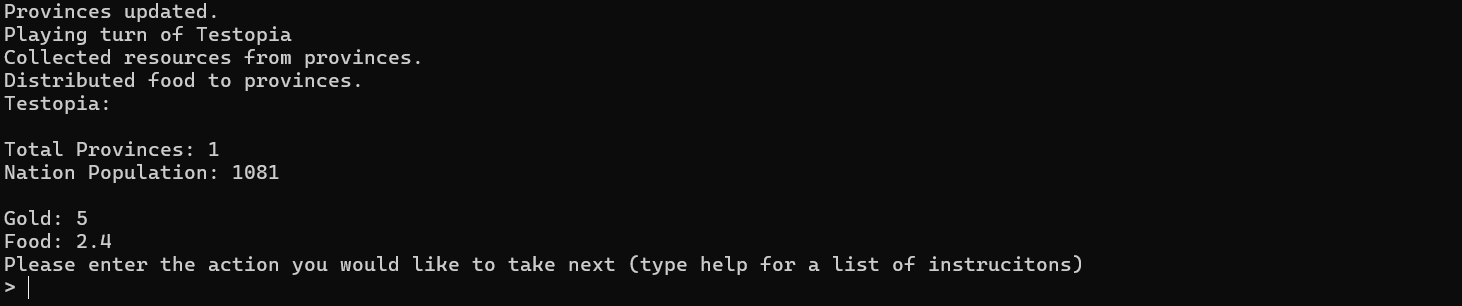 Provinces updated.
Playing turn of Testopia
Collected resources from provinces.
Distributed food to provinces.
Testopia:
Total Provinces: 1
Nation Population: 1081
Gold: 5
Food: 2.4
Please enter the action you would like to take next (type help for a list of instrucitons)
>